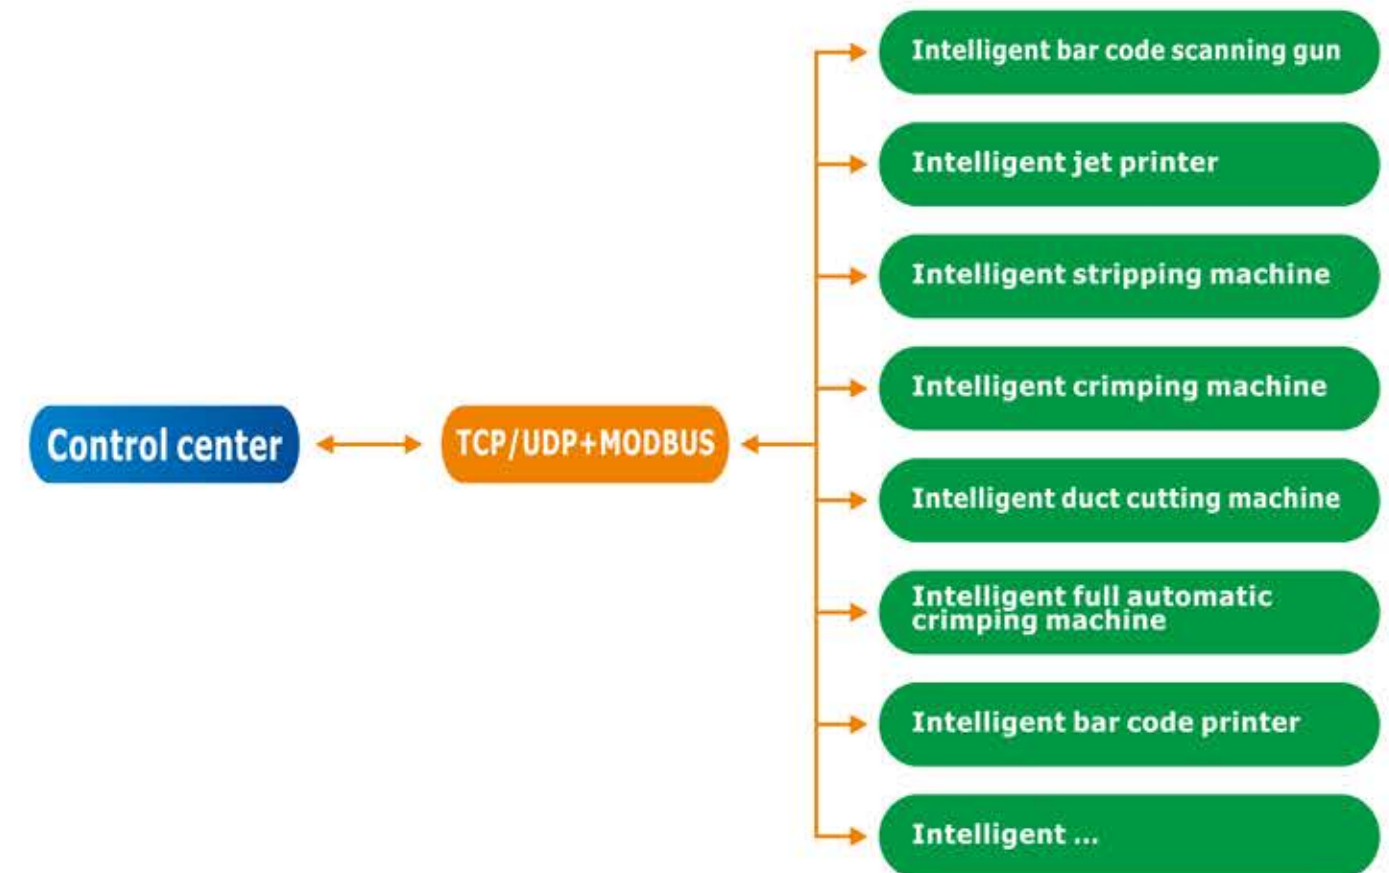 Intelligent bar code scanning gun
Intelligent jet printer
Intelligent stripping machine
Intelligent crimping machine
Control center
TCP/UDP+MODBUS
Intelligent duct cutting machine
Intelligent full automatic
crimping machine
Intelligent bar code printer
Intelligent ...